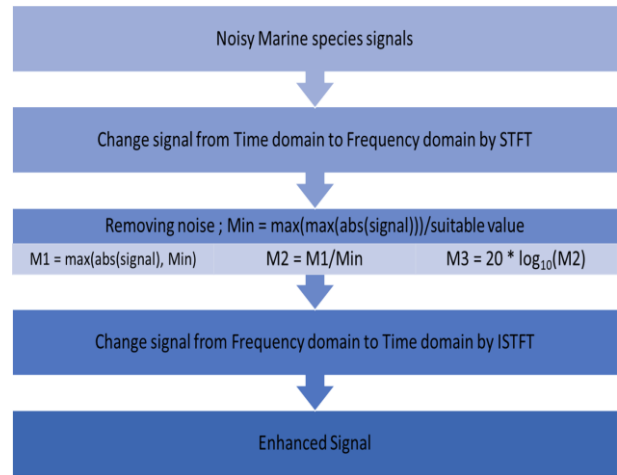 Noisy Marine species signals
Change signal from Time domain to Frequency domain by STFT
Removing noise ; Min = max(max(abs(signal)))/suitable value
M1 = max(abs(signal), Min) M2 = M1/Min M3 = 20 * log₁₀(M2)
Change signal from Frequency domain to Time domain by ISTFT
Enhanced Signal